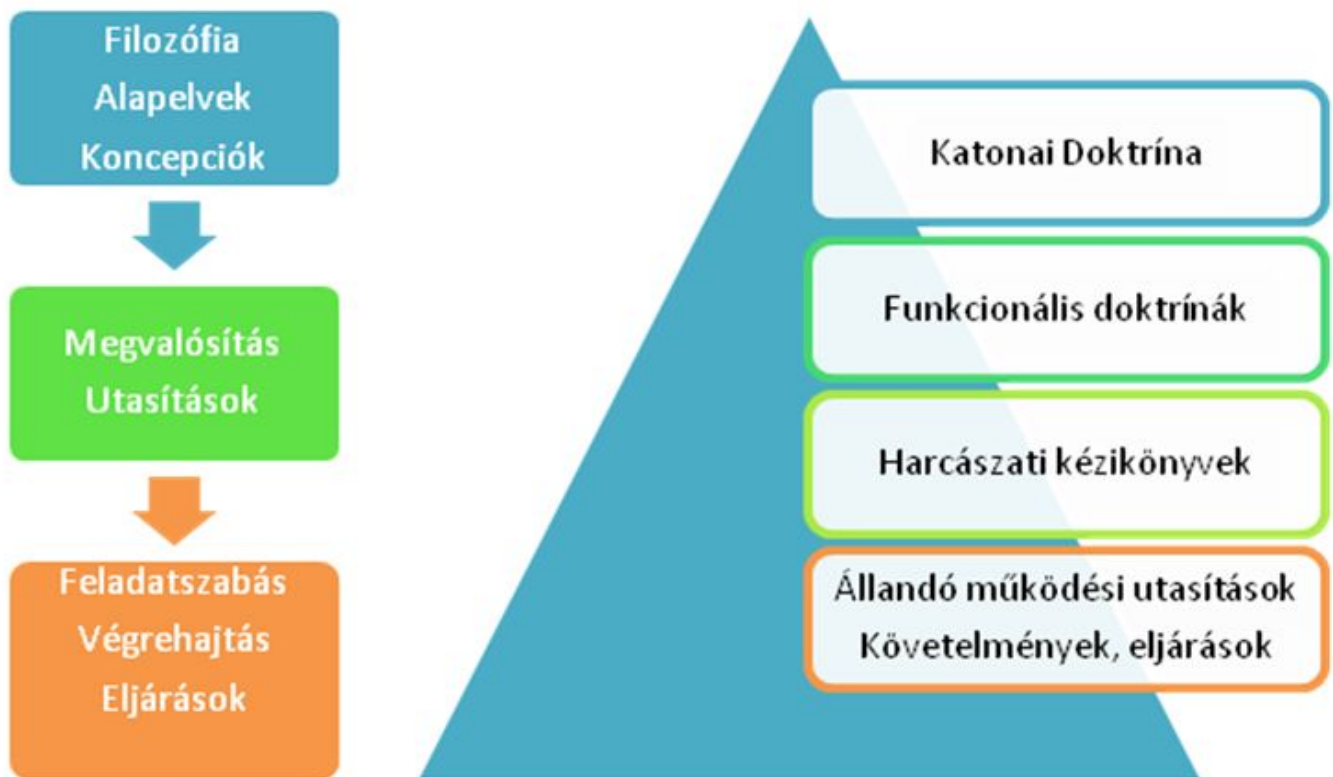 Filozófia
Alapelvek
Koncepciók
Megvalósítás
Utasítások
Feladatszabás
Végrehajtás
Eljárások
Katonai Doktrína
Funkcionális doktrínák
Harcászati kézikönyvek
Állandó működési utasítások
Követelmények, eljárások